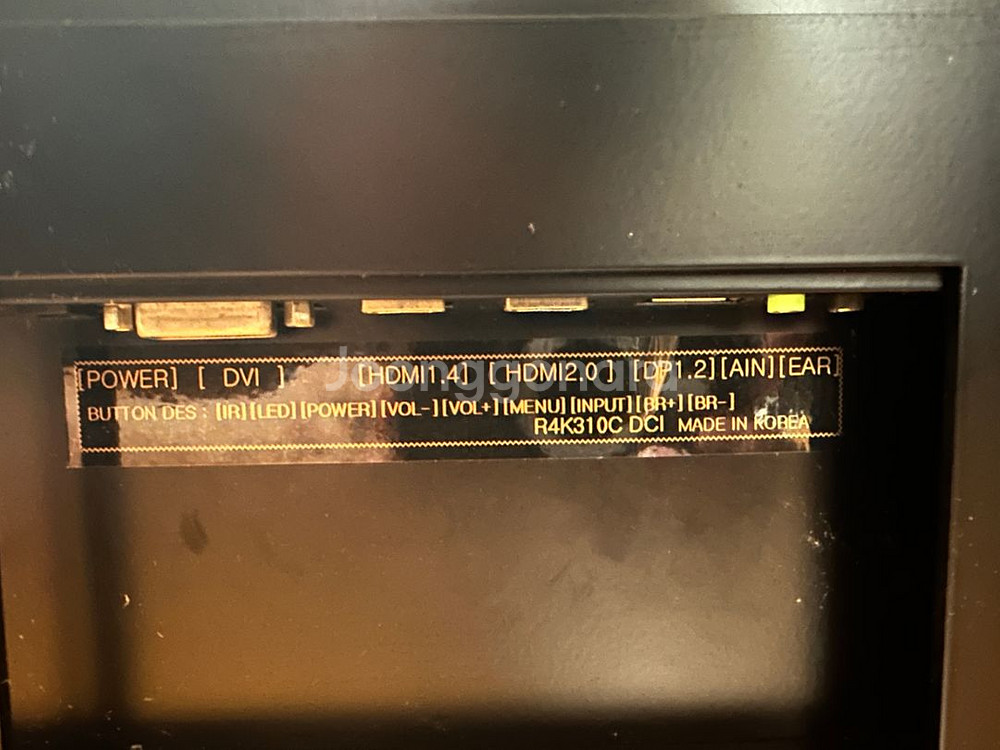 [POWER] [ DVI ] [HDMI1.4] [ HDMI2.0 ] [DP1.2][AIN][EAR]
BUTTON DES : [IR][LED][POWER][VOL-][VOL+][MENU][INPUT][BR+][BR-]
R4K310C DCI MADE IN KOREA
Joonggonara